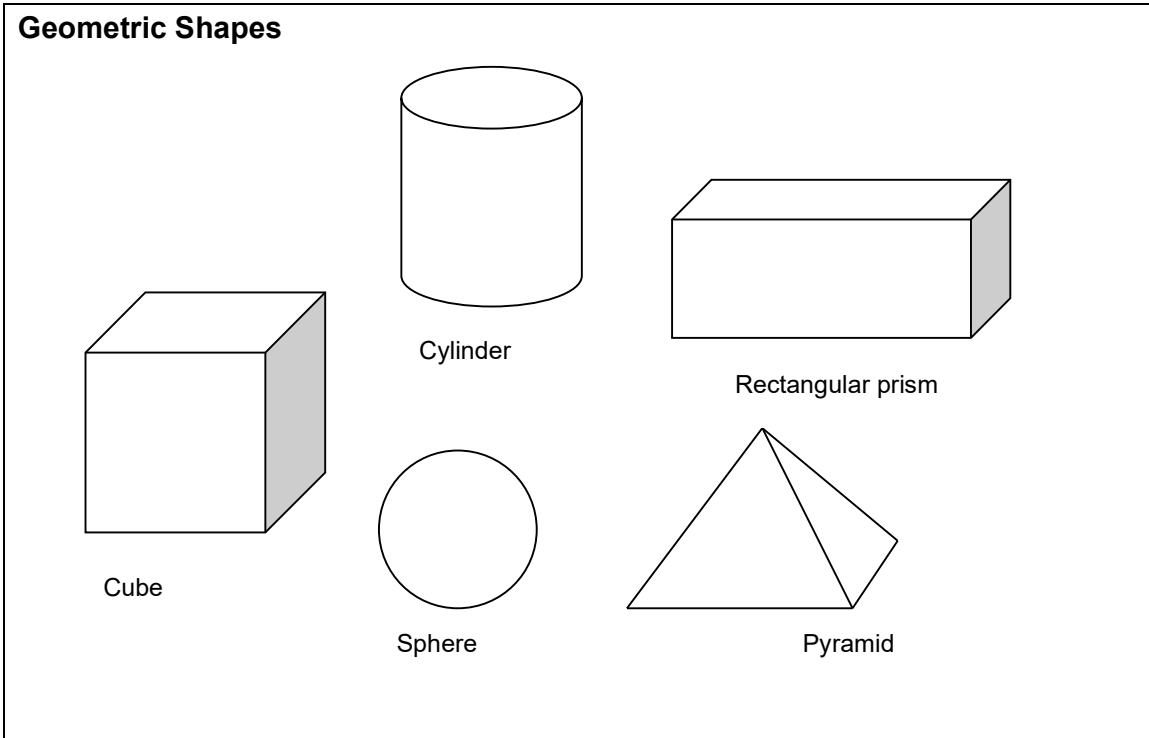 Geometric Shapes
Cylinder
Rectangular prism
Cube
Sphere
Pyramid